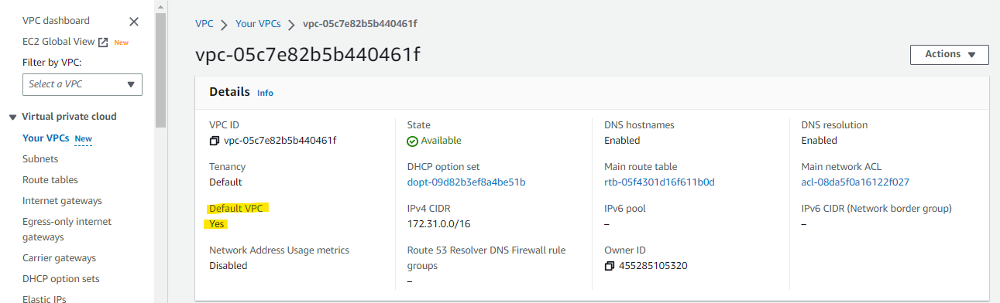 VPC dashboard
EC2 Global View New
Filter by VPC:
Select a VPC
Virtual private cloud
Your VPCs New
Subnets
Route tables
Internet gateways
Egress-only internet
gateways
Carrier gateways
DHCP option sets
Elastic IPs
VPC Your VPCs vpc-05c7e82b5b440461f
vpc-05c7e82b5b440461f
Actions
Details Info
VPC ID
vpc-05c7e82b5b440461f
State
Available
DNS hostnames
Enabled
DNS resolution
Enabled
Tenancy
Default
DHCP option set
dopt-09d82b3ef8a4be51b
Main route table
rtb-05f4301d16f611b0d
Main network ACL
acl-08da5f0a16122f027
Default VPC
Yes
IPv4 CIDR
172.31.0.0/16
IPv6 pool
–
IPv6 CIDR (Network border group)
–
Network Address Usage metrics
Disabled
Route 53 Resolver DNS Firewall rule
groups
–
Owner ID
455285105320